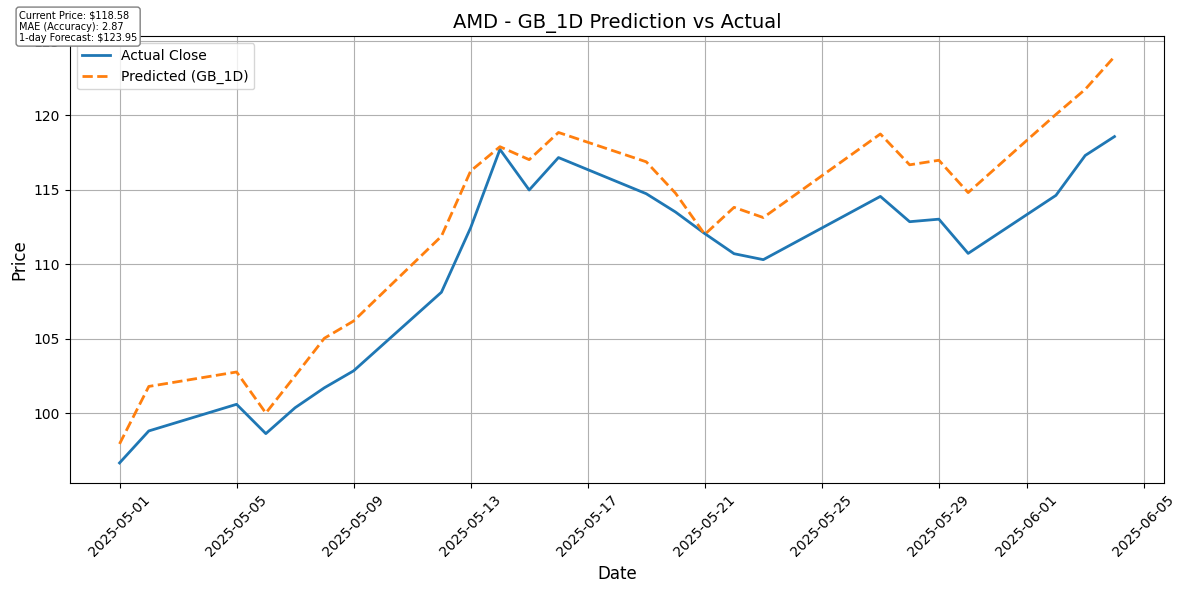 Current Price: $118.58
MAE (Accuracy): 2.87
1-day Forecast: $123.95
AMD - GB_1D Prediction vs Actual
Actual Close
Predicted (GB_1D)
Price
120
115
110
105
100
2025-05-01
2025-05-05
2025-05-09
2025-05-13
2025-05-17
2025-05-21
2025-05-25
2025-05-29
2025-06-01
2025-06-05
Date